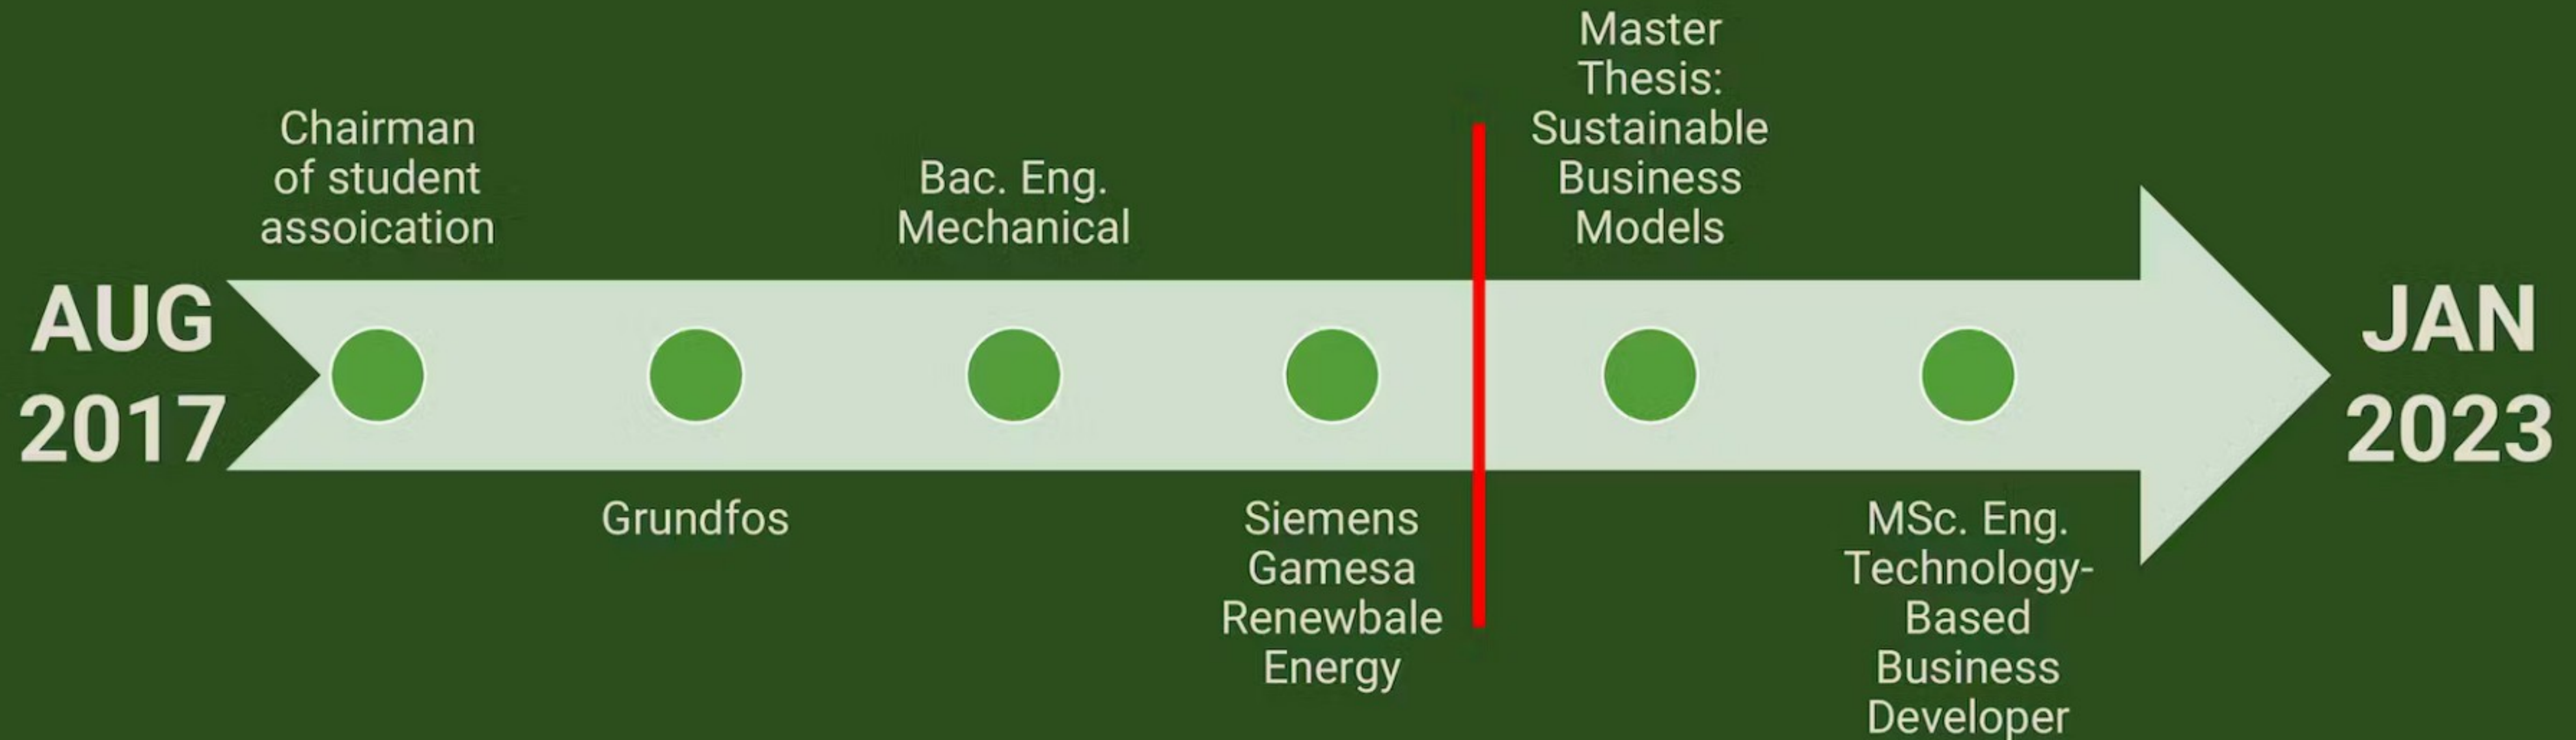 AUG
2017
Chairman
of student
assoication
Grundfos
Bac. Eng.
Mechanical
Siemens
Gamesa
Renewbale
Energy
Master
Thesis:
Sustainable
Business
Models
MSc. Eng.
Technology-
Based
Business
Developer
JAN
2023